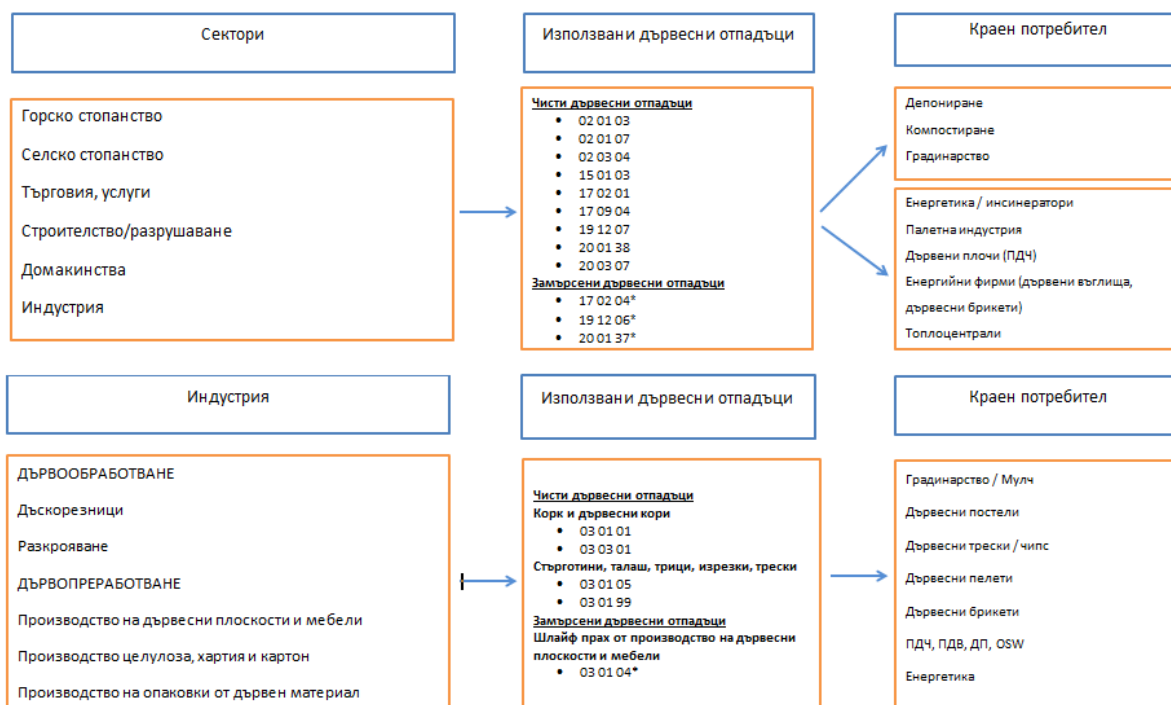 Сектори
Използвани дървесни отпадъци
Краен потребител
Горско стопанство
Селско стопанство
Търговия, услуги
Строителство/разрушаване
Домакинства
Индустрия
Чисти дървесни отпадъци
• 02 01 03
• 02 01 07
• 02 03 04
• 15 01 03
• 17 02 01
• 17 09 04
• 19 12 07
• 20 01 38
• 20 03 07
Замърсени дървесни отпадъци
• 17 02 04*
• 19 12 06*
• 20 01 37*
Депониране
Компостиране
Градинарство
Енергетика / инсинератори
Палетна индустрия
Дървени плочи (ПДЧ)
Енергийни фирми (дървени въглища,
дървесни брикети)
Топлоцентрали
Индустрия
Използвани дървесни отпадъци
Краен потребител
ДЪРВООБРАБОТВАНЕ
Дъскорезници
Разкрояване
ДЪРВОПРЕРАБОТВАНЕ
Производство на дървесни плоскости и мебели
Производство целулоза, хартия и картон
Производство на опаковки от дървен материал
Чисти дървесни отпадъци
Корк и дървесни кори
• 03 01 01
• 03 03 01
Стърготини, талаш, трици, изрезки, трески
• 03 01 05
• 03 01 99
Замърсени дървесни отпадъци
Шлайф прах от производство на дървесни
плоскости и мебели
• 03 01 04*
Градинарство / Мулч
Дървесни постели
Дървесни трески / чипс
Дървесни пелети
Дървесни брикети
ПДЧ, ПДВ, ДП, OSW
Енергетика